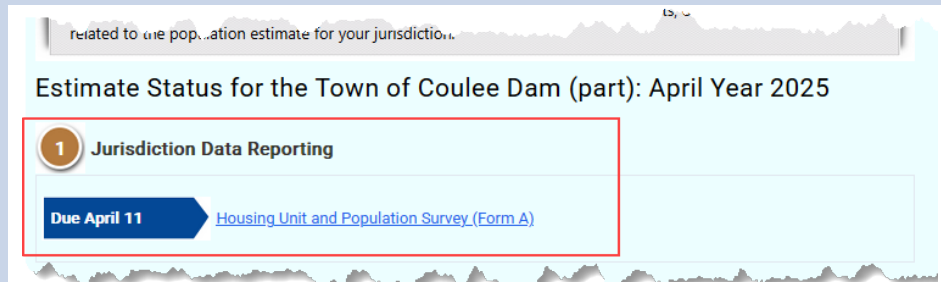 related to the population estimate for your jurisdiction.
Estimate Status for the Town of Coulee Dam (part): April Year 2025
1 Jurisdiction Data Reporting
Due April 11 Housing Unit and Population Survey (Form A)